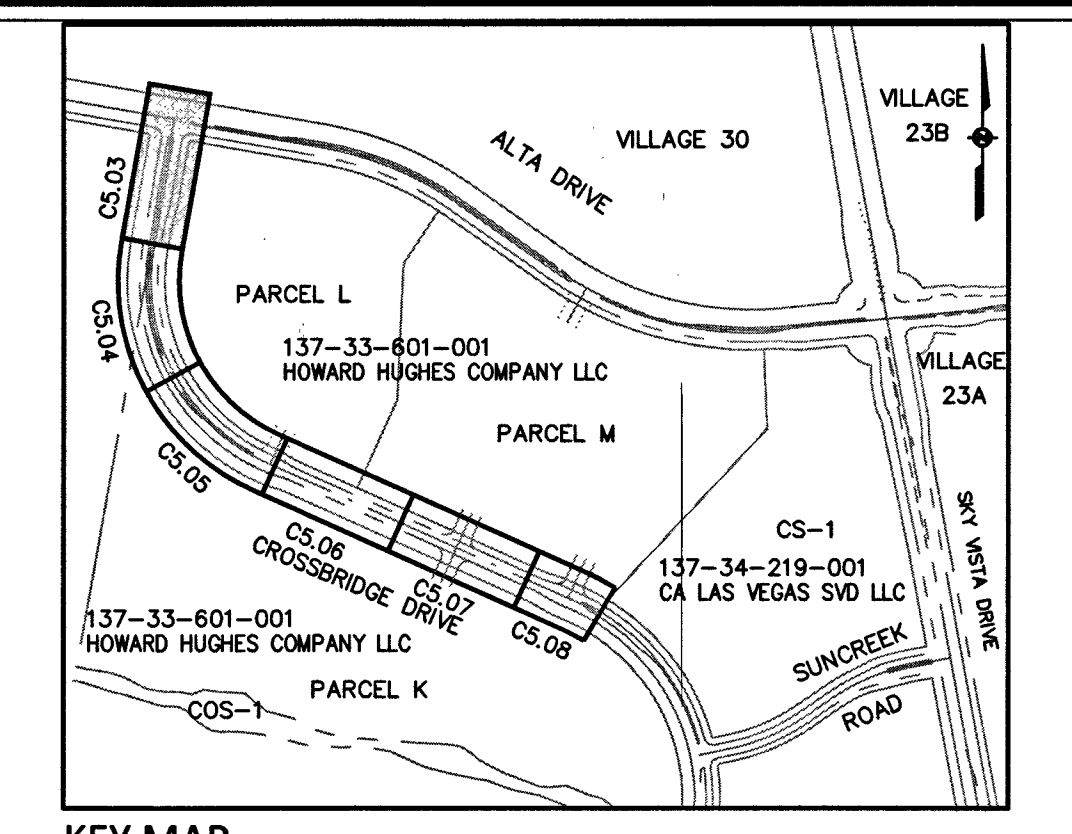 VILLAGE
23B
VILLAGE 30
ALTA DRIVE
C5.03
PARCEL L
C5.04
137-33-601-001
HOWARD HUGHES COMPANY LLC
VILLAGE
23A
PARCEL M
C5.05
CS-1
137-34-219-001
CA LAS VEGAS SVD LLC
SKY VISTA DRIVE
C5.06
CROSSBRIDGE DRIVE
C5.07
C5.08
137-33-601-001
HOWARD HUGHES COMPANY LLC
SUNCREEK
ROAD
PARCEL K
COS-1
KEY MAP